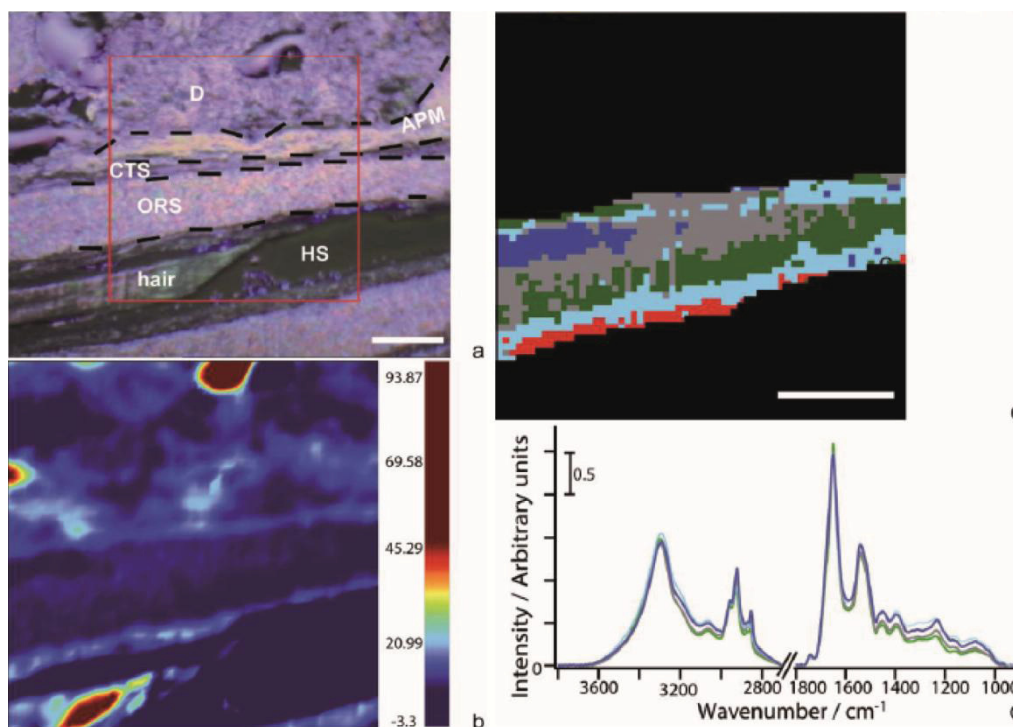 D
APM
CTS
ORS
HS
hair
a
93.87
69.58
45.29
20.99
-3.3
b
Intensity / Arbitrary units
0.5
0
3600 3200 2800 1800 1600 1400 1200 1000
Wavenumber / cm⁻¹